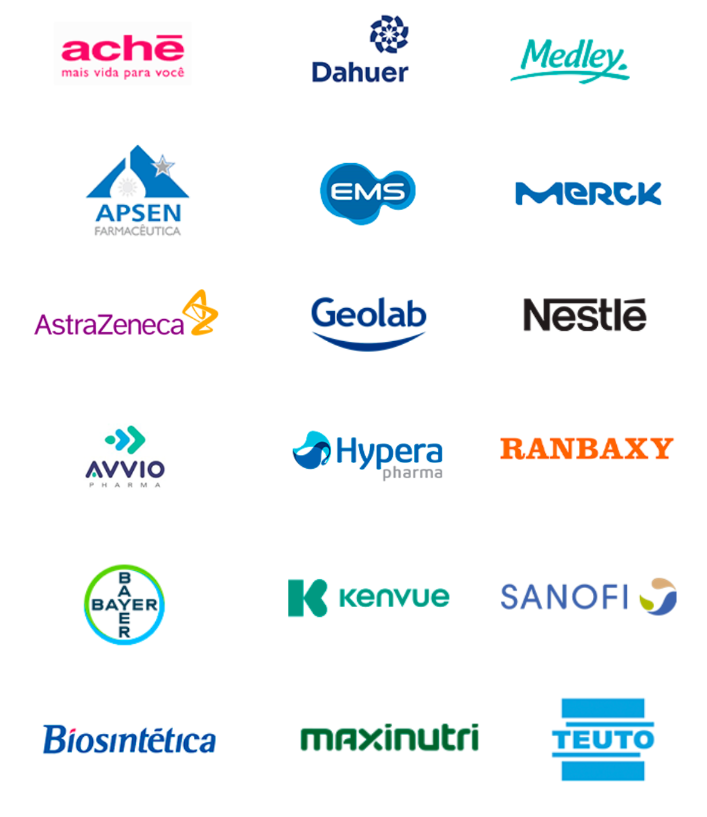 achē
mais vida para você
Dahuer
Medley.
APSEN
FARMACÊUTICA
EMS
MERCK
AstraZeneca
Geolab
Nestlé
AVVIO
PHARMA
Hypera
pharma
RANBAXY
BAYER
BAYER
kenvue
SANOFI
Biosintética
maxinutri
TEUTO